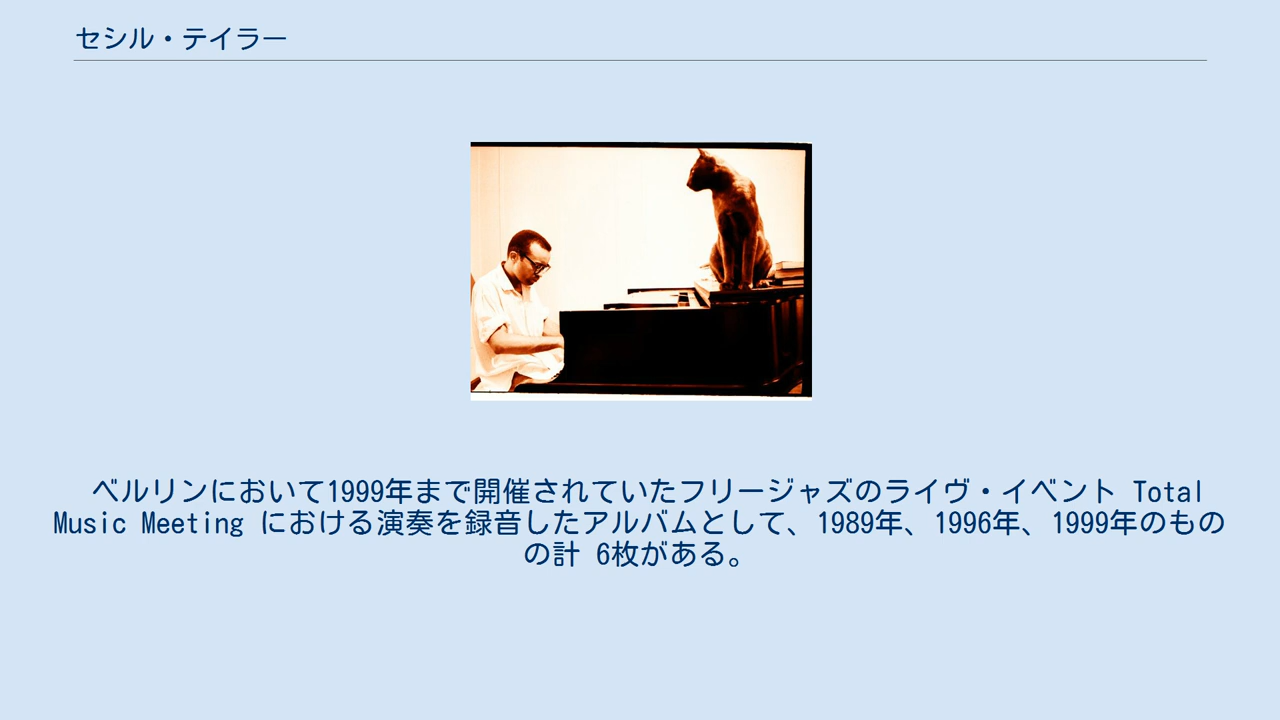 セシル・テイラー
ベルリンにおいて1999年まで開催されていたフリージャズのライヴ・イベント Total
Music Meeting における演奏を録音したアルバムとして、1989年、1996年、1999年のもの
の計 6枚がある。